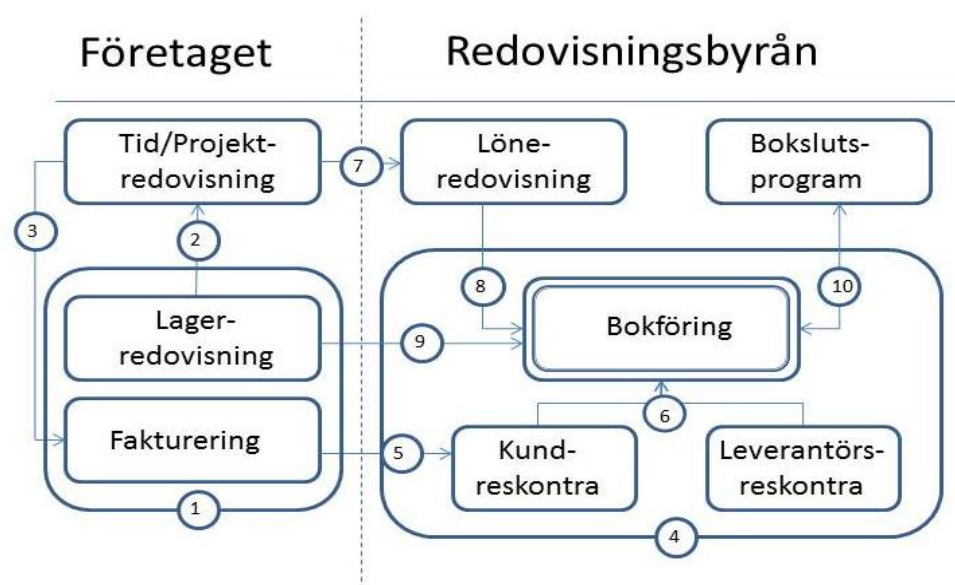 Företaget
Redovisningsbyrån
Tid/Projekt-
redovisning
7
Löne-
redovisning
Boksluts-
program
3
2
8
10
Lager-
redovisning
9
Bokföring
Fakturering
5
6
Kund-
reskontra
Leverantörs-
reskontra
1
4